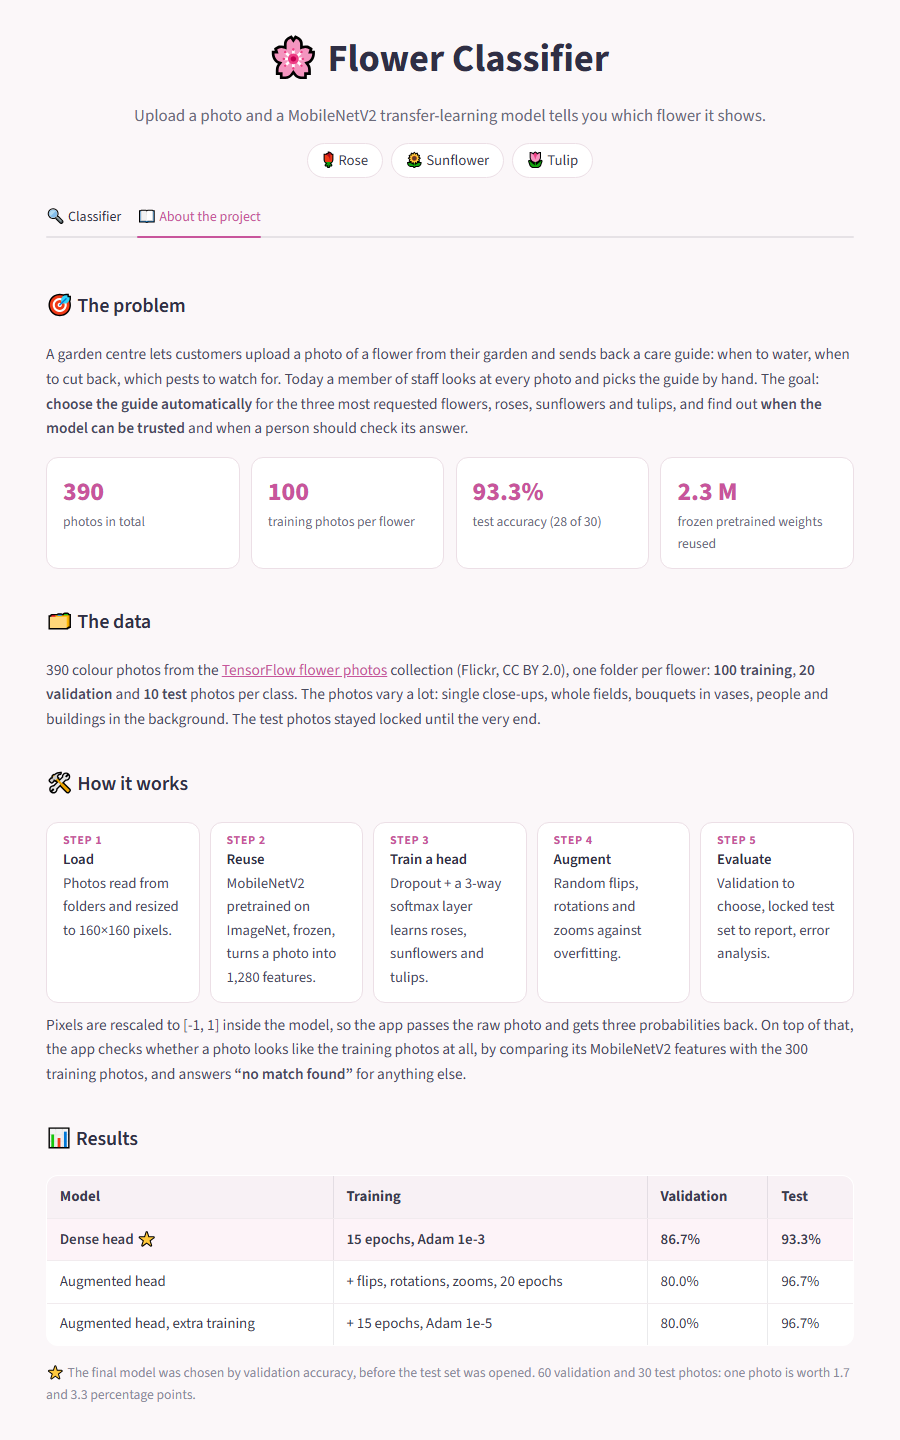 🌸 Flower Classifier
Upload a photo and a MobileNetV2 transfer-learning model tells you which flower it shows.
🌹 Rose 🌻 Sunflower 🌷 Tulip
🔍 Classifier 📖 About the project
🎯 The problem
A garden centre lets customers upload a photo of a flower from their garden and sends back a care guide: when to water, when
to cut back, which pests to watch for. Today a member of staff looks at every photo and picks the guide by hand. The goal:
choose the guide automatically for the three most requested flowers, roses, sunflowers and tulips, and find out when the
model can be trusted and when a person should check its answer.
390
photos in total
100
training photos per flower
93.3%
test accuracy (28 of 30)
2.3 M
frozen pretrained weights
reused
🗂️ The data
390 colour photos from the TensorFlow flower photos collection (Flickr, CC BY 2.0), one folder per flower: 100 training, 20
validation and 10 test photos per class. The photos vary a lot: single close-ups, whole fields, bouquets in vases, people and
buildings in the background. The test photos stayed locked until the very end.
🛠️ How it works
STEP 1
Load
Photos read from
folders and resized
to 160×160 pixels.
STEP 2
Reuse
MobileNetV2
pretrained on
ImageNet, frozen,
turns a photo into
1,280 features.
STEP 3
Train a head
Dropout + a 3-way
softmax layer
learns roses,
sunflowers and
tulips.
STEP 4
Augment
Random flips,
rotations and
zooms against
overfitting.
STEP 5
Evaluate
Validation to
choose, locked test
set to report, error
analysis.
Pixels are rescaled to [-1, 1] inside the model, so the app passes the raw photo and gets three probabilities back. On top of that,
the app checks whether a photo looks like the training photos at all, by comparing its MobileNetV2 features with the 300
training photos, and answers “no match found” for anything else.
📊 Results
Model Training Validation Test
Dense head ⭐ 15 epochs, Adam 1e-3 86.7% 93.3%
Augmented head + flips, rotations, zooms, 20 epochs 80.0% 96.7%
Augmented head, extra training + 15 epochs, Adam 1e-5 80.0% 96.7%
⭐ The final model was chosen by validation accuracy, before the test set was opened. 60 validation and 30 test photos: one photo is worth 1.7
and 3.3 percentage points.